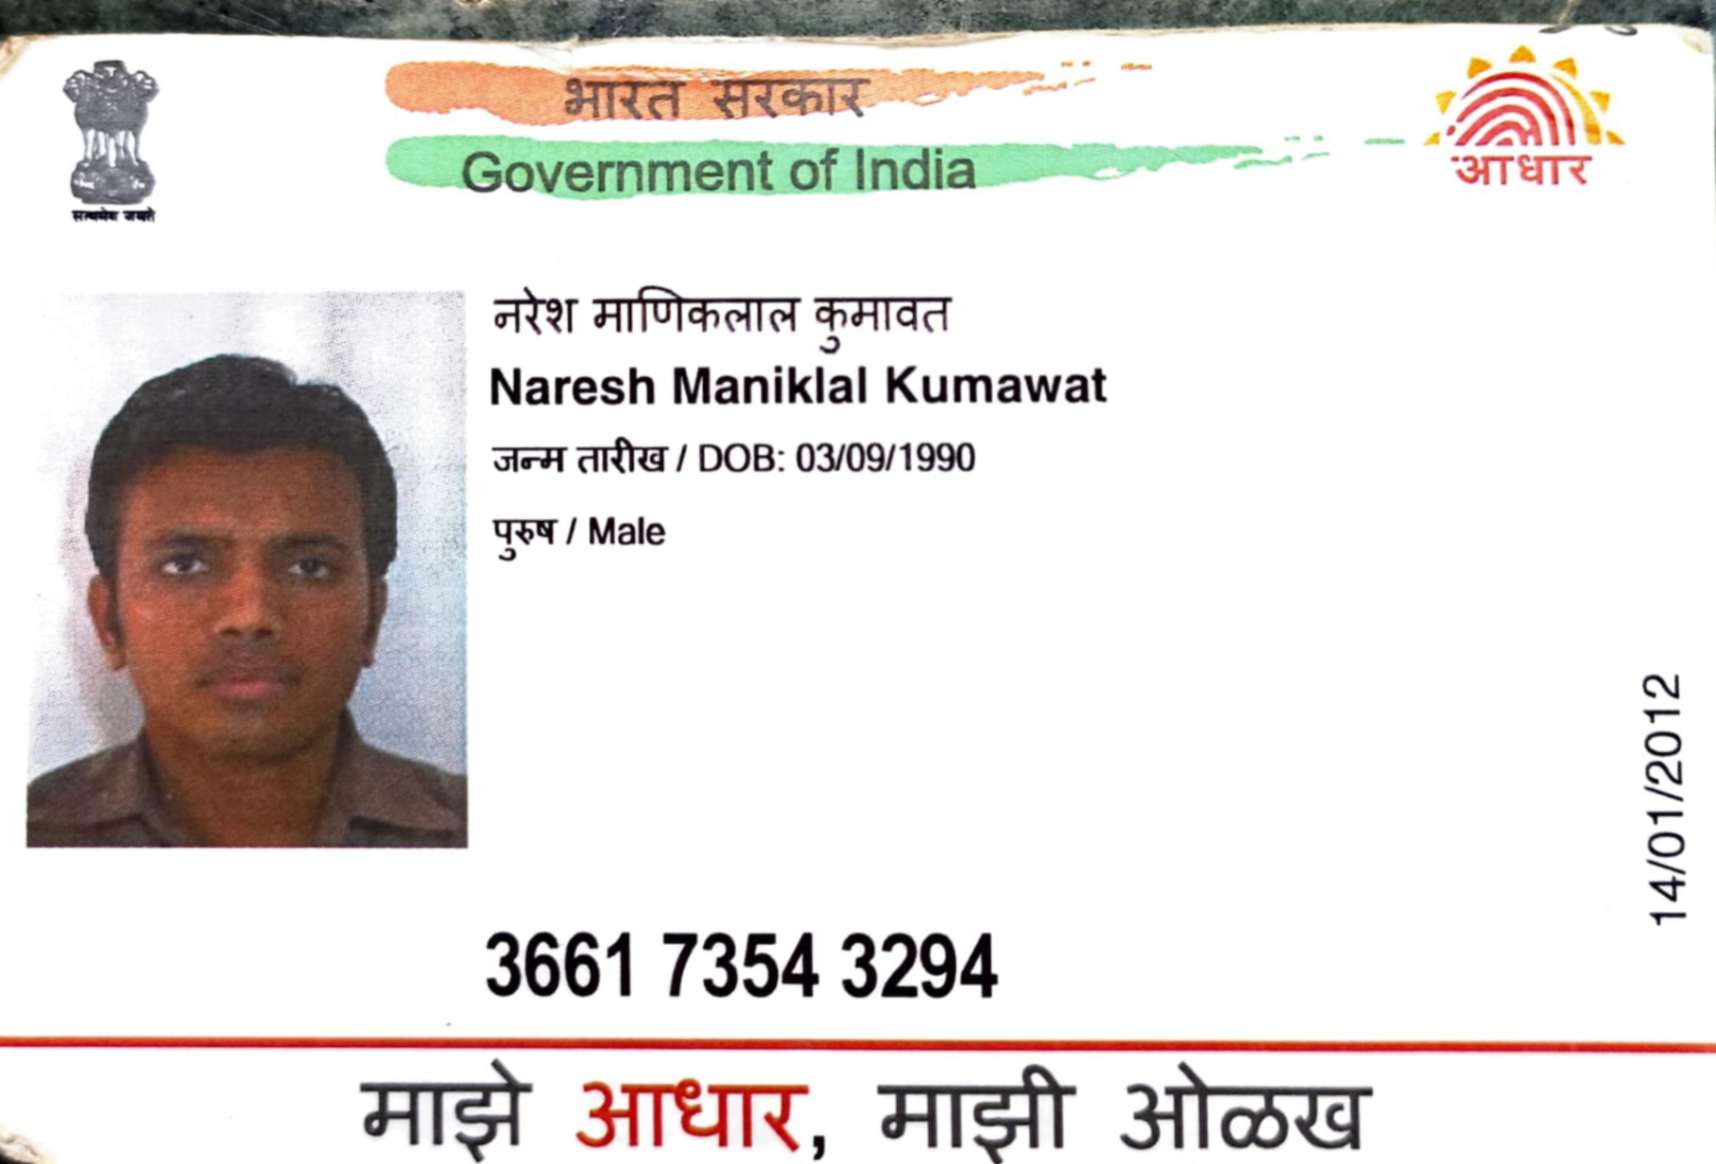 भारत सरकार
Government of India
सत्यमेव जयते
आधार
नरेश माणिकलाल कुमावत
Naresh Maniklal Kumawat
जन्म तारीख / DOB: 03/09/1990
पुरुष / Male
14/01/2012
3661 7354 3294
माझे आधार, माझी ओळख